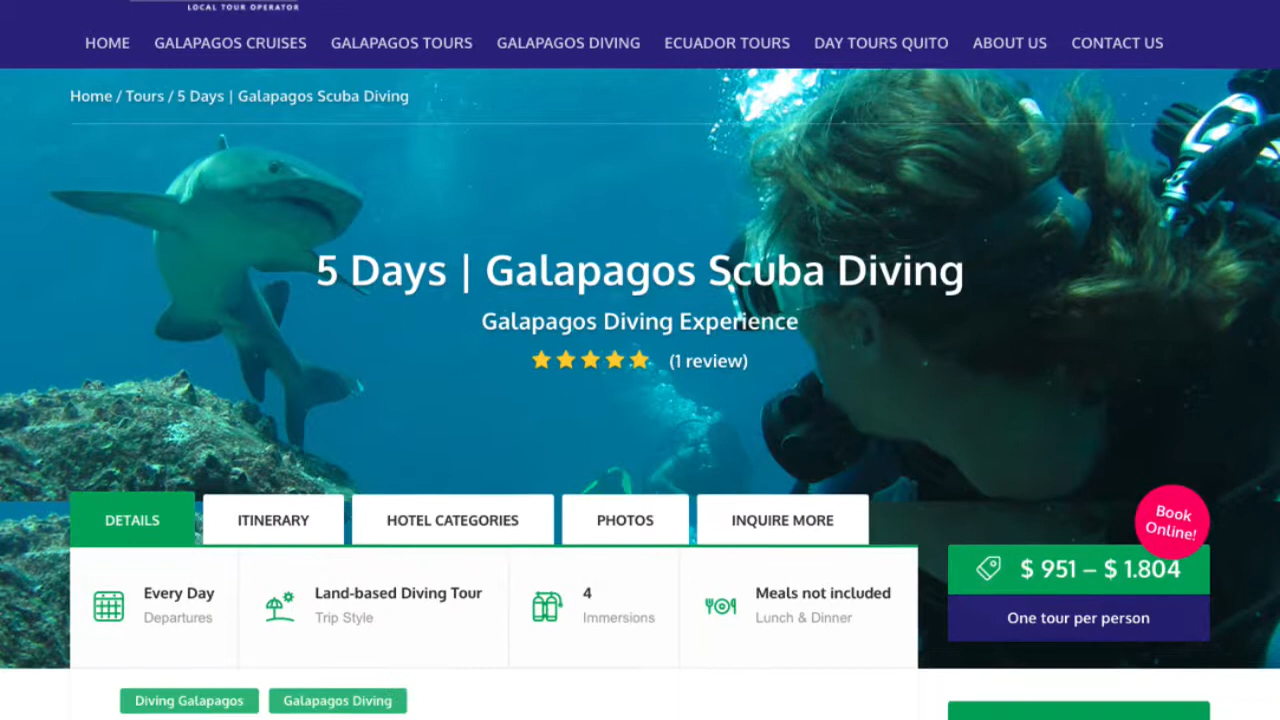 LOCAL TOUR OPERATOR
HOME GALAPAGOS CRUISES GALAPAGOS TOURS GALAPAGOS DIVING ECUADOR TOURS DAY TOURS QUITO ABOUT US CONTACT US
Home / Tours / 5 Days | Galapagos Scuba Diving
5 Days | Galapagos Scuba Diving
Galapagos Diving Experience
(1 review)
DETAILS ITINERARY HOTEL CATEGORIES PHOTOS INQUIRE MORE
Book
Online!
$ 951 – $ 1.804
One tour per person
Every Day Land-based Diving Tour 4 Meals not included
Departures Trip Style Immersions Lunch & Dinner
Diving Galapagos Galapagos Diving